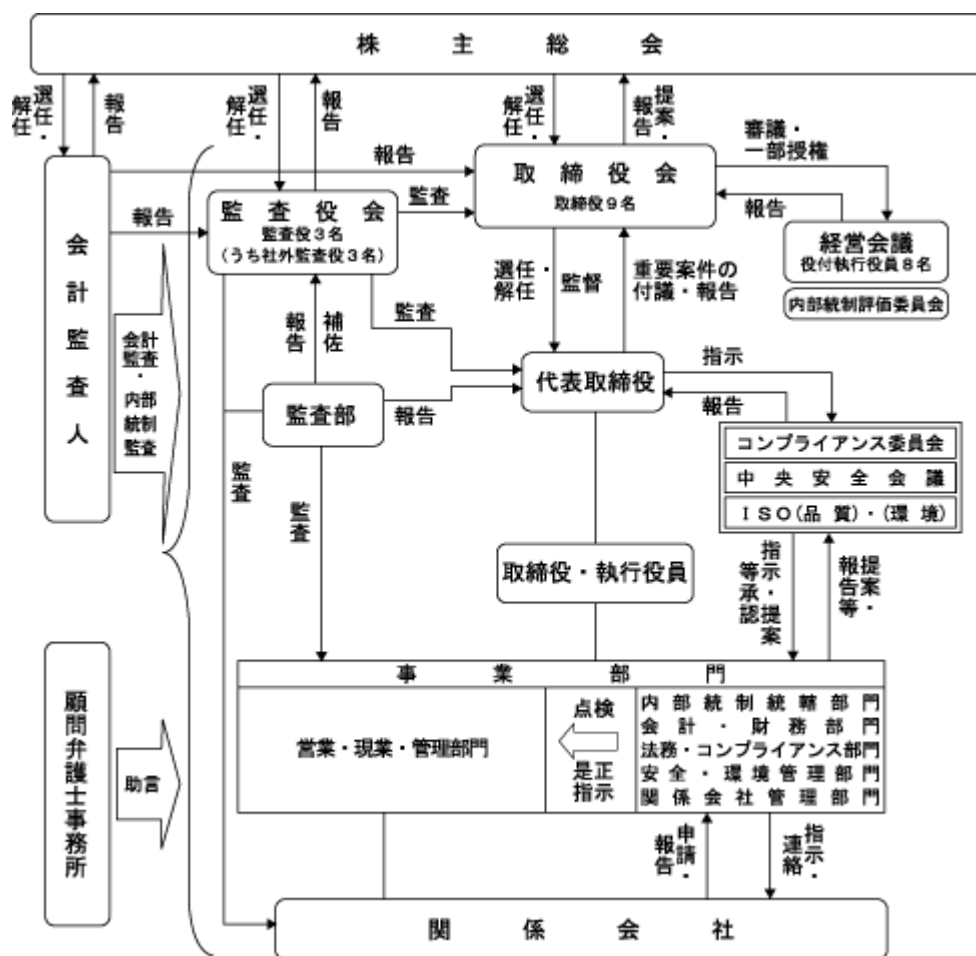 株主総会
選任・解任
報告
選任・解任
報告
選任・解任
提案・報告
審議・一部授権
報告
会計監査人
報告
報告
監査役会
監査役3名
(うち社外監査役3名)
監査
取締役会
取締役9名
経営会議
役付執行役員8名
内部統制評価委員会
選任・解任
監督
重要案件の付議・報告
会計監査・内部統制監査
報告
補佐
監査
代表取締役
指示
報告
監査部
報告
コンプライアンス委員会
中央安全会議
ISO(品質)・(環境)
監査
監査
取締役・執行役員
指示・提案等承認
提案・報告等
事業部門
営業・現業・管理部門
点検
是正指示
内部統制統轄部門
会計・財務部門
法務・コンプライアンス部門
安全・環境管理部門
関係会社管理部門
顧問弁護士事務所
助言
申請・報告
指示・連絡
関係会社